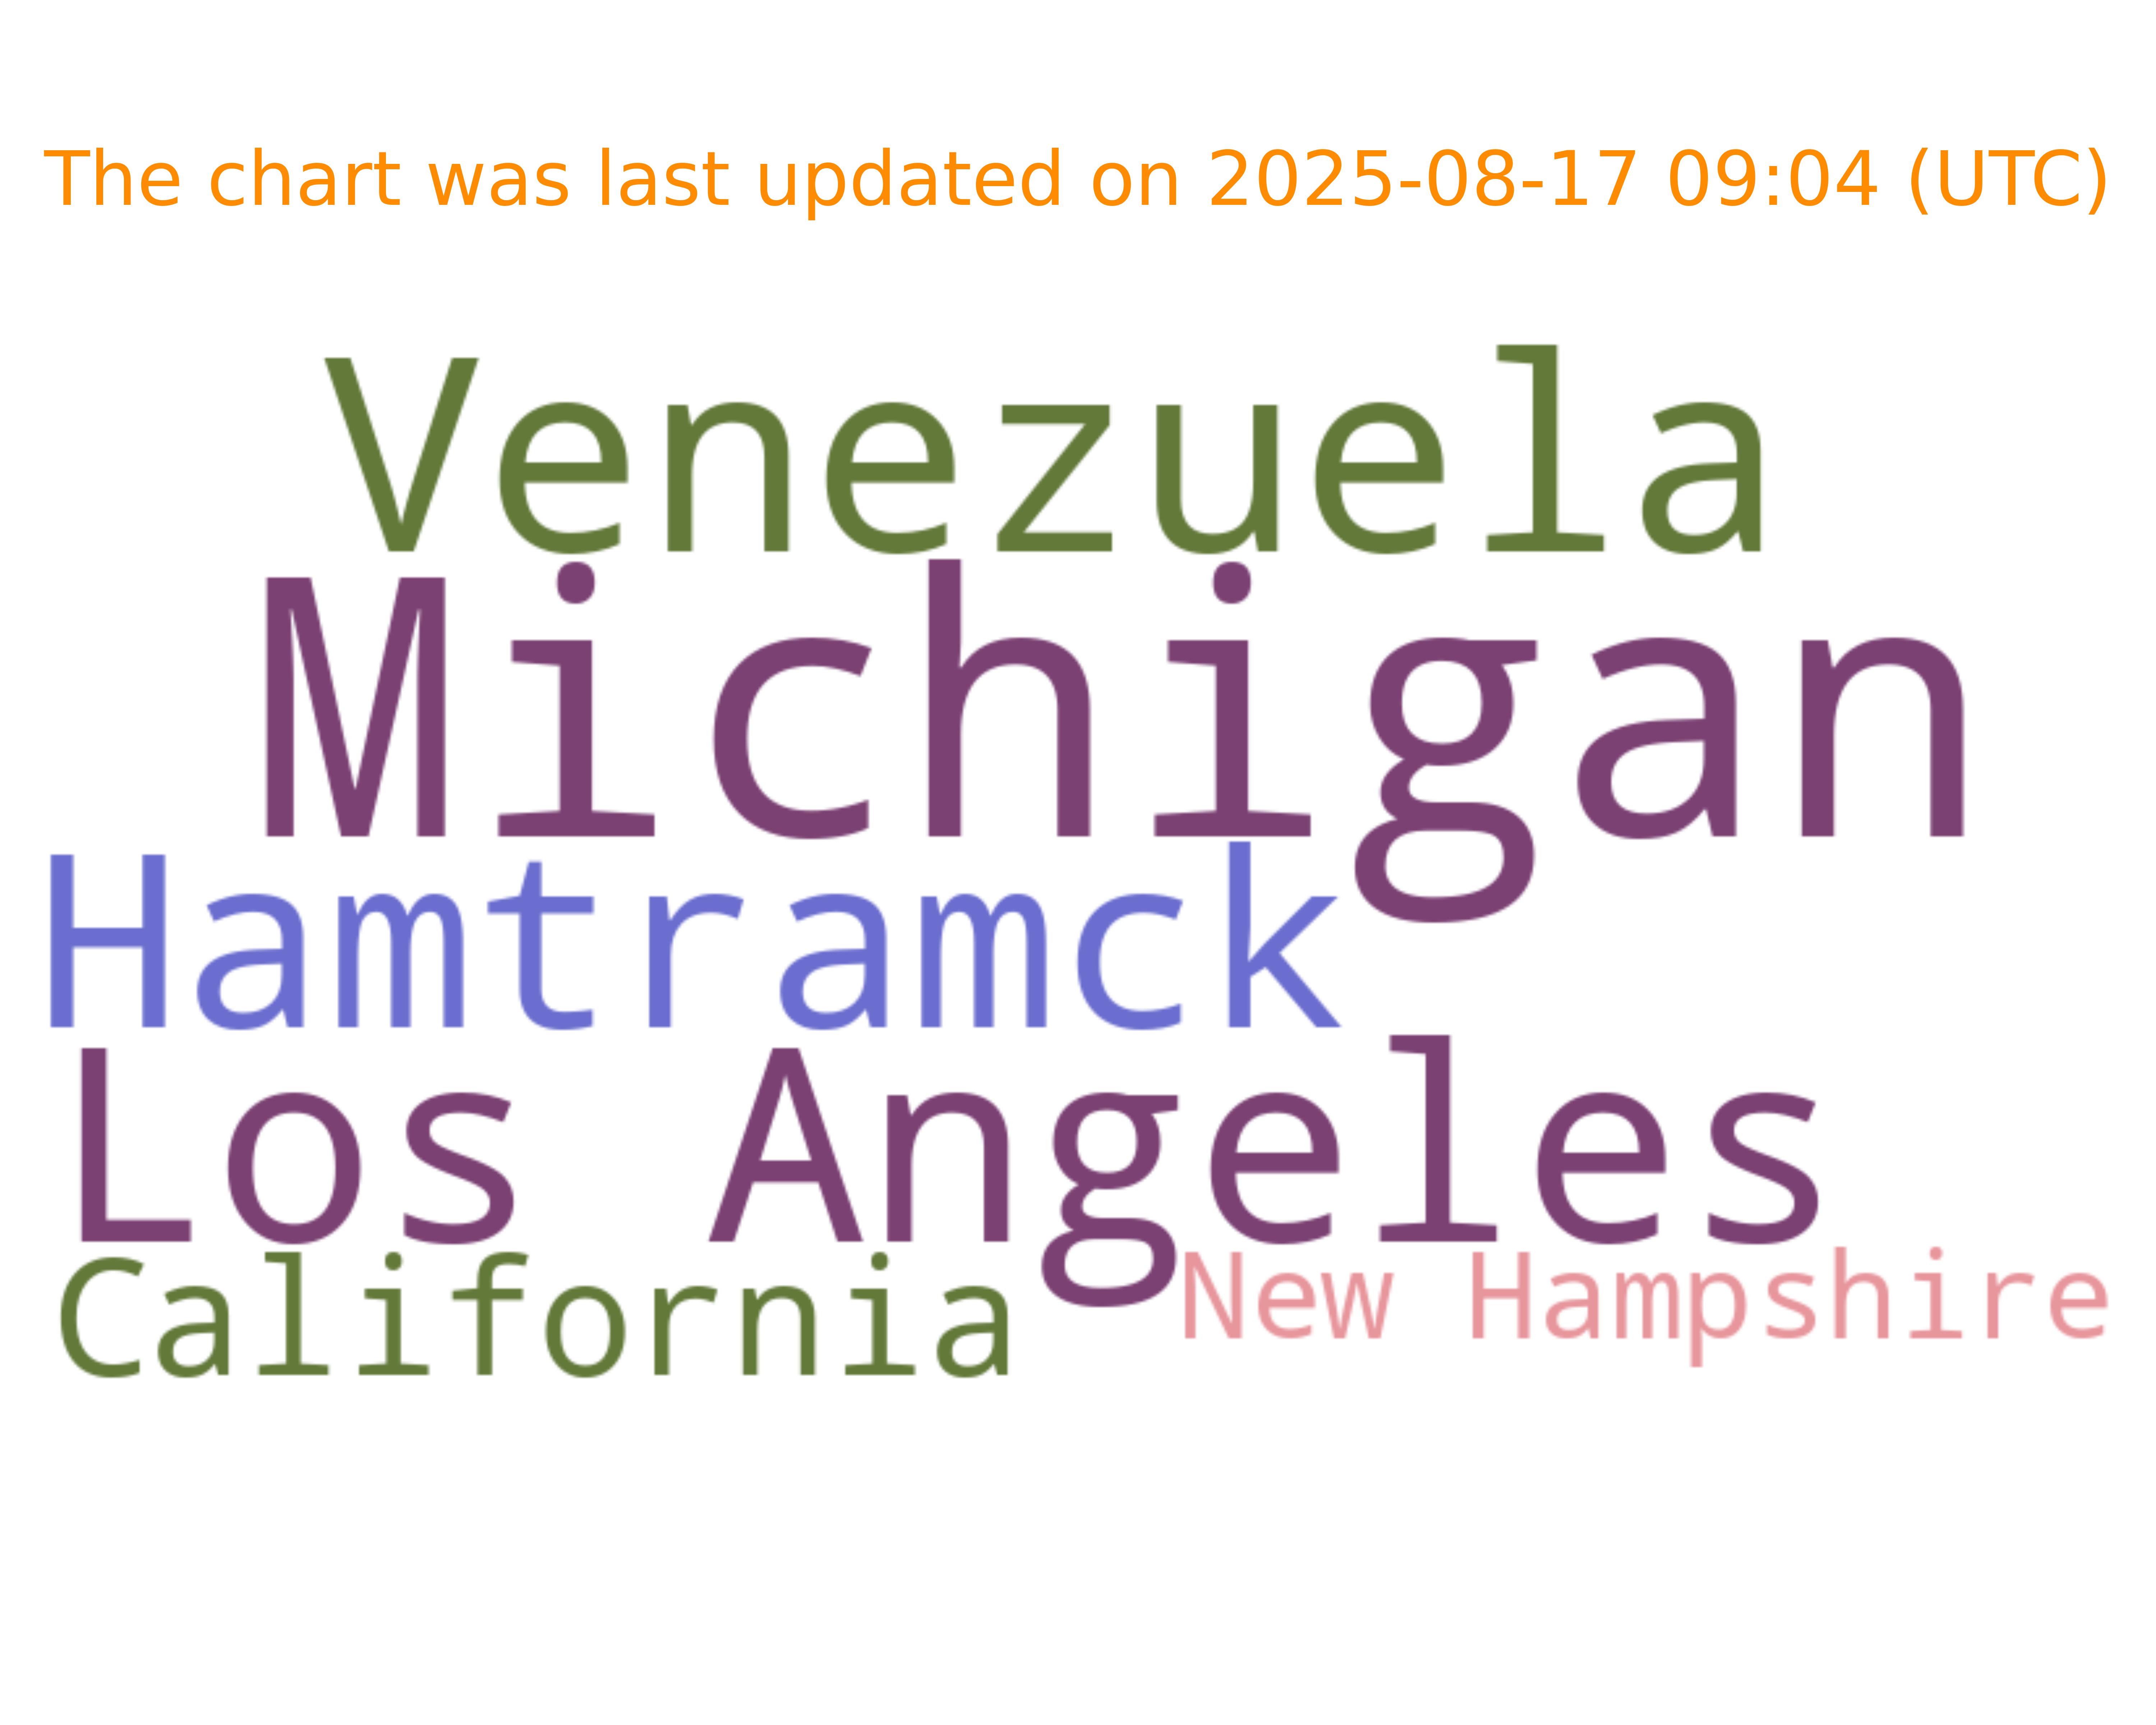 The chart was last updated on 2025-08-17 09:04 (UTC)
Venezuela
Michigan
Hamtramck
Los Angeles
California New Hampshire